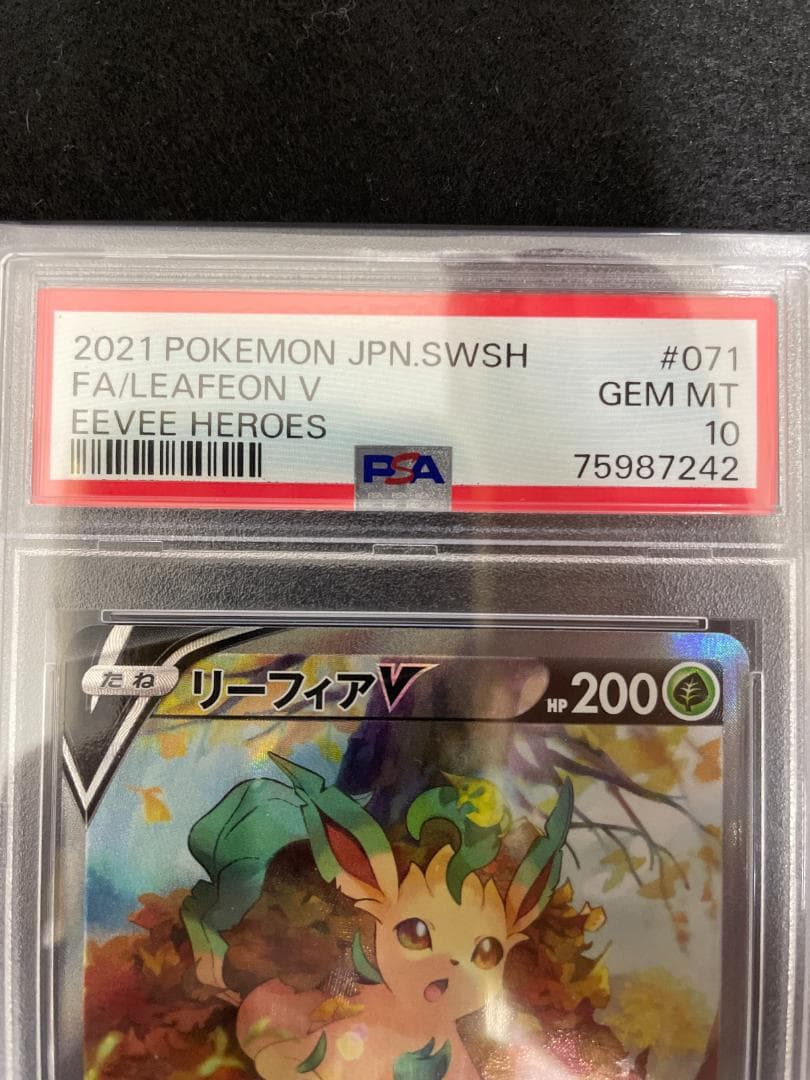 2021 POKEMON JPN.SWSH #071
FA/LEAFEON V GEM MT
EEVEE HEROES 10
PSA 75987242
たね リーフィアV HP 200